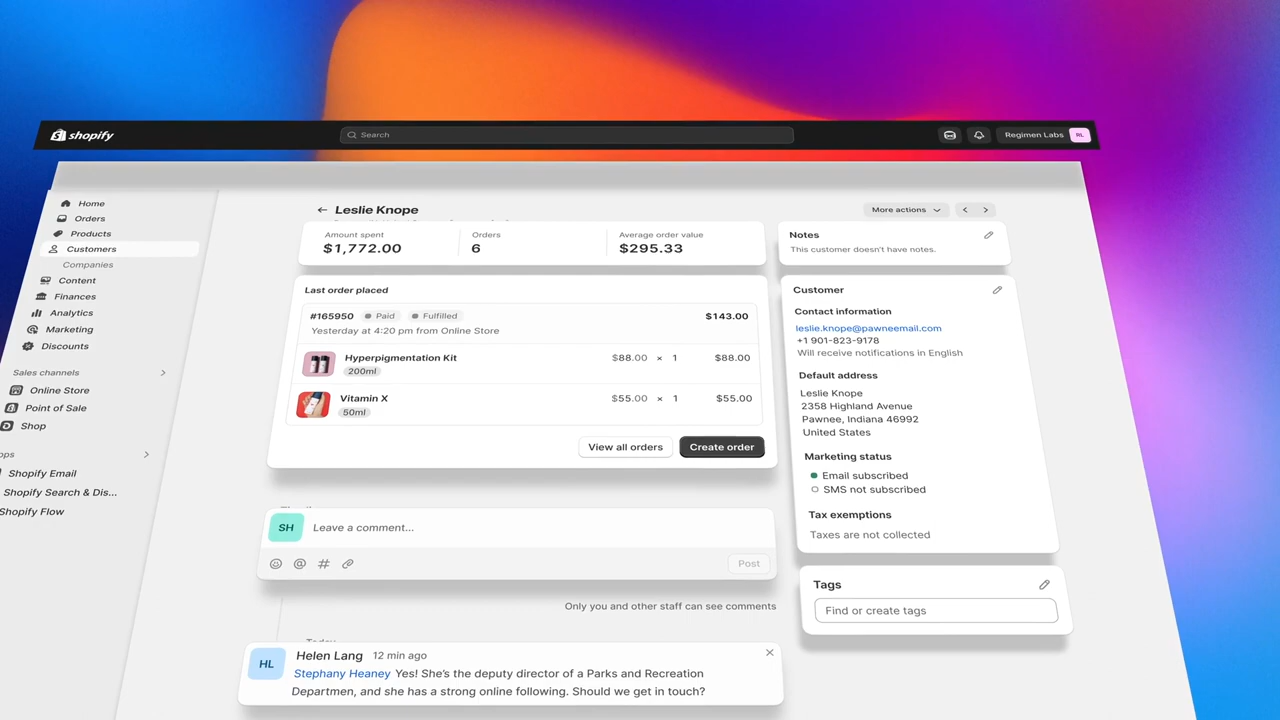 shopify
Search
Regimen Labs
RL
Home
Orders
Products
Customers
Companies
Content
Finances
Analytics
Marketing
Discounts
Sales channels
Online Store
Point of Sale
Shop
Shopify Email
Shopify Search & Dis...
Shopify Flow
Leslie Knope
More actions
Amount spent
$1,772.00
Orders
6
Average order value
$295.33
Last order placed
#165950 Paid Fulfilled $143.00
Yesterday at 4:20 pm from Online Store
Hyperpigmentation Kit $88.00 × 1 $88.00
200ml
Vitamin X $55.00 × 1 $55.00
50ml
View all orders
Create order
SH
Leave a comment...
Post
Only you and other staff can see comments
HL
Helen Lang 12 min ago
Stephany Heaney Yes! She's the deputy director of a Parks and Recreation
Departmen, and she has a strong online following. Should we get in touch?
Notes
This customer doesn't have notes.
Customer
Contact information
leslie.knope@pawneemail.com
+1 901-823-9178
Will receive notifications in English
Default address
Leslie Knope
2358 Highland Avenue
Pawnee, Indiana 46992
United States
Marketing status
Email subscribed
SMS not subscribed
Tax exemptions
Taxes are not collected
Tags
Find or create tags